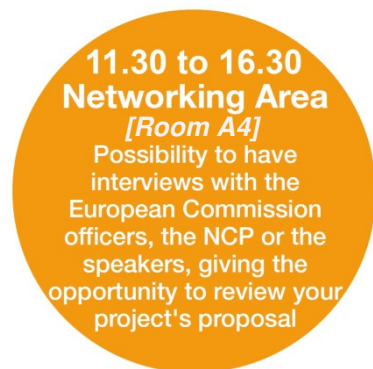 11.30 to 16.30
Networking Area
[Room A4]
Possibility to have
interviews with the
European Commission
officers, the NCP or the
speakers, giving the
opportunity to review your
project's proposal